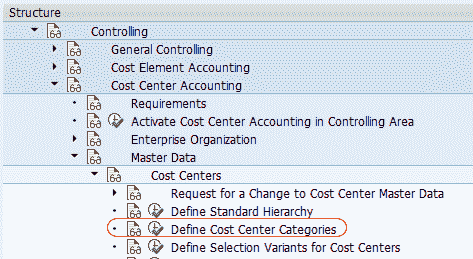 Structure
Controlling
General Controlling
Cost Element Accounting
Cost Center Accounting
Requirements
Activate Cost Center Accounting in Controlling Area
Enterprise Organization
Master Data
Cost Centers
Request for a Change to Cost Center Master Data
Define Standard Hierarchy
Define Cost Center Categories
Define Selection Variants for Cost Centers